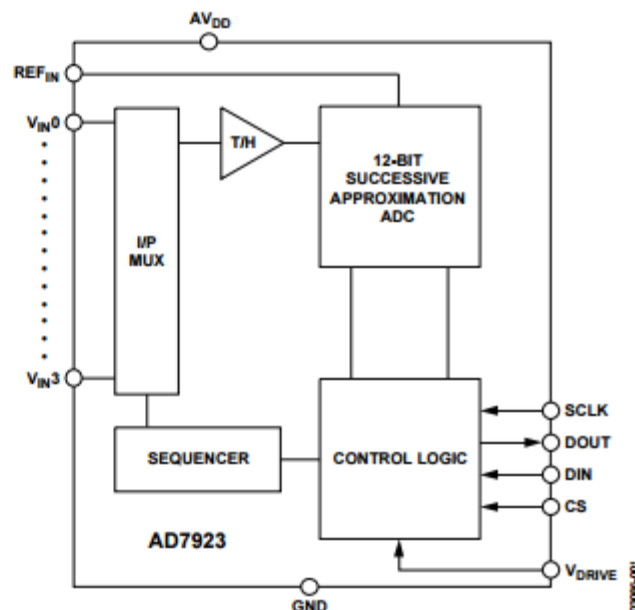 AVDD
REFIN
VIN0
T/H
12-BIT
SUCCESSIVE
APPROXIMATION
ADC
I/P
MUX
VIN3
SCLK
DOUT
SEQUENCER
CONTROL LOGIC
DIN
CS
AD7923
VDRIVE
GND